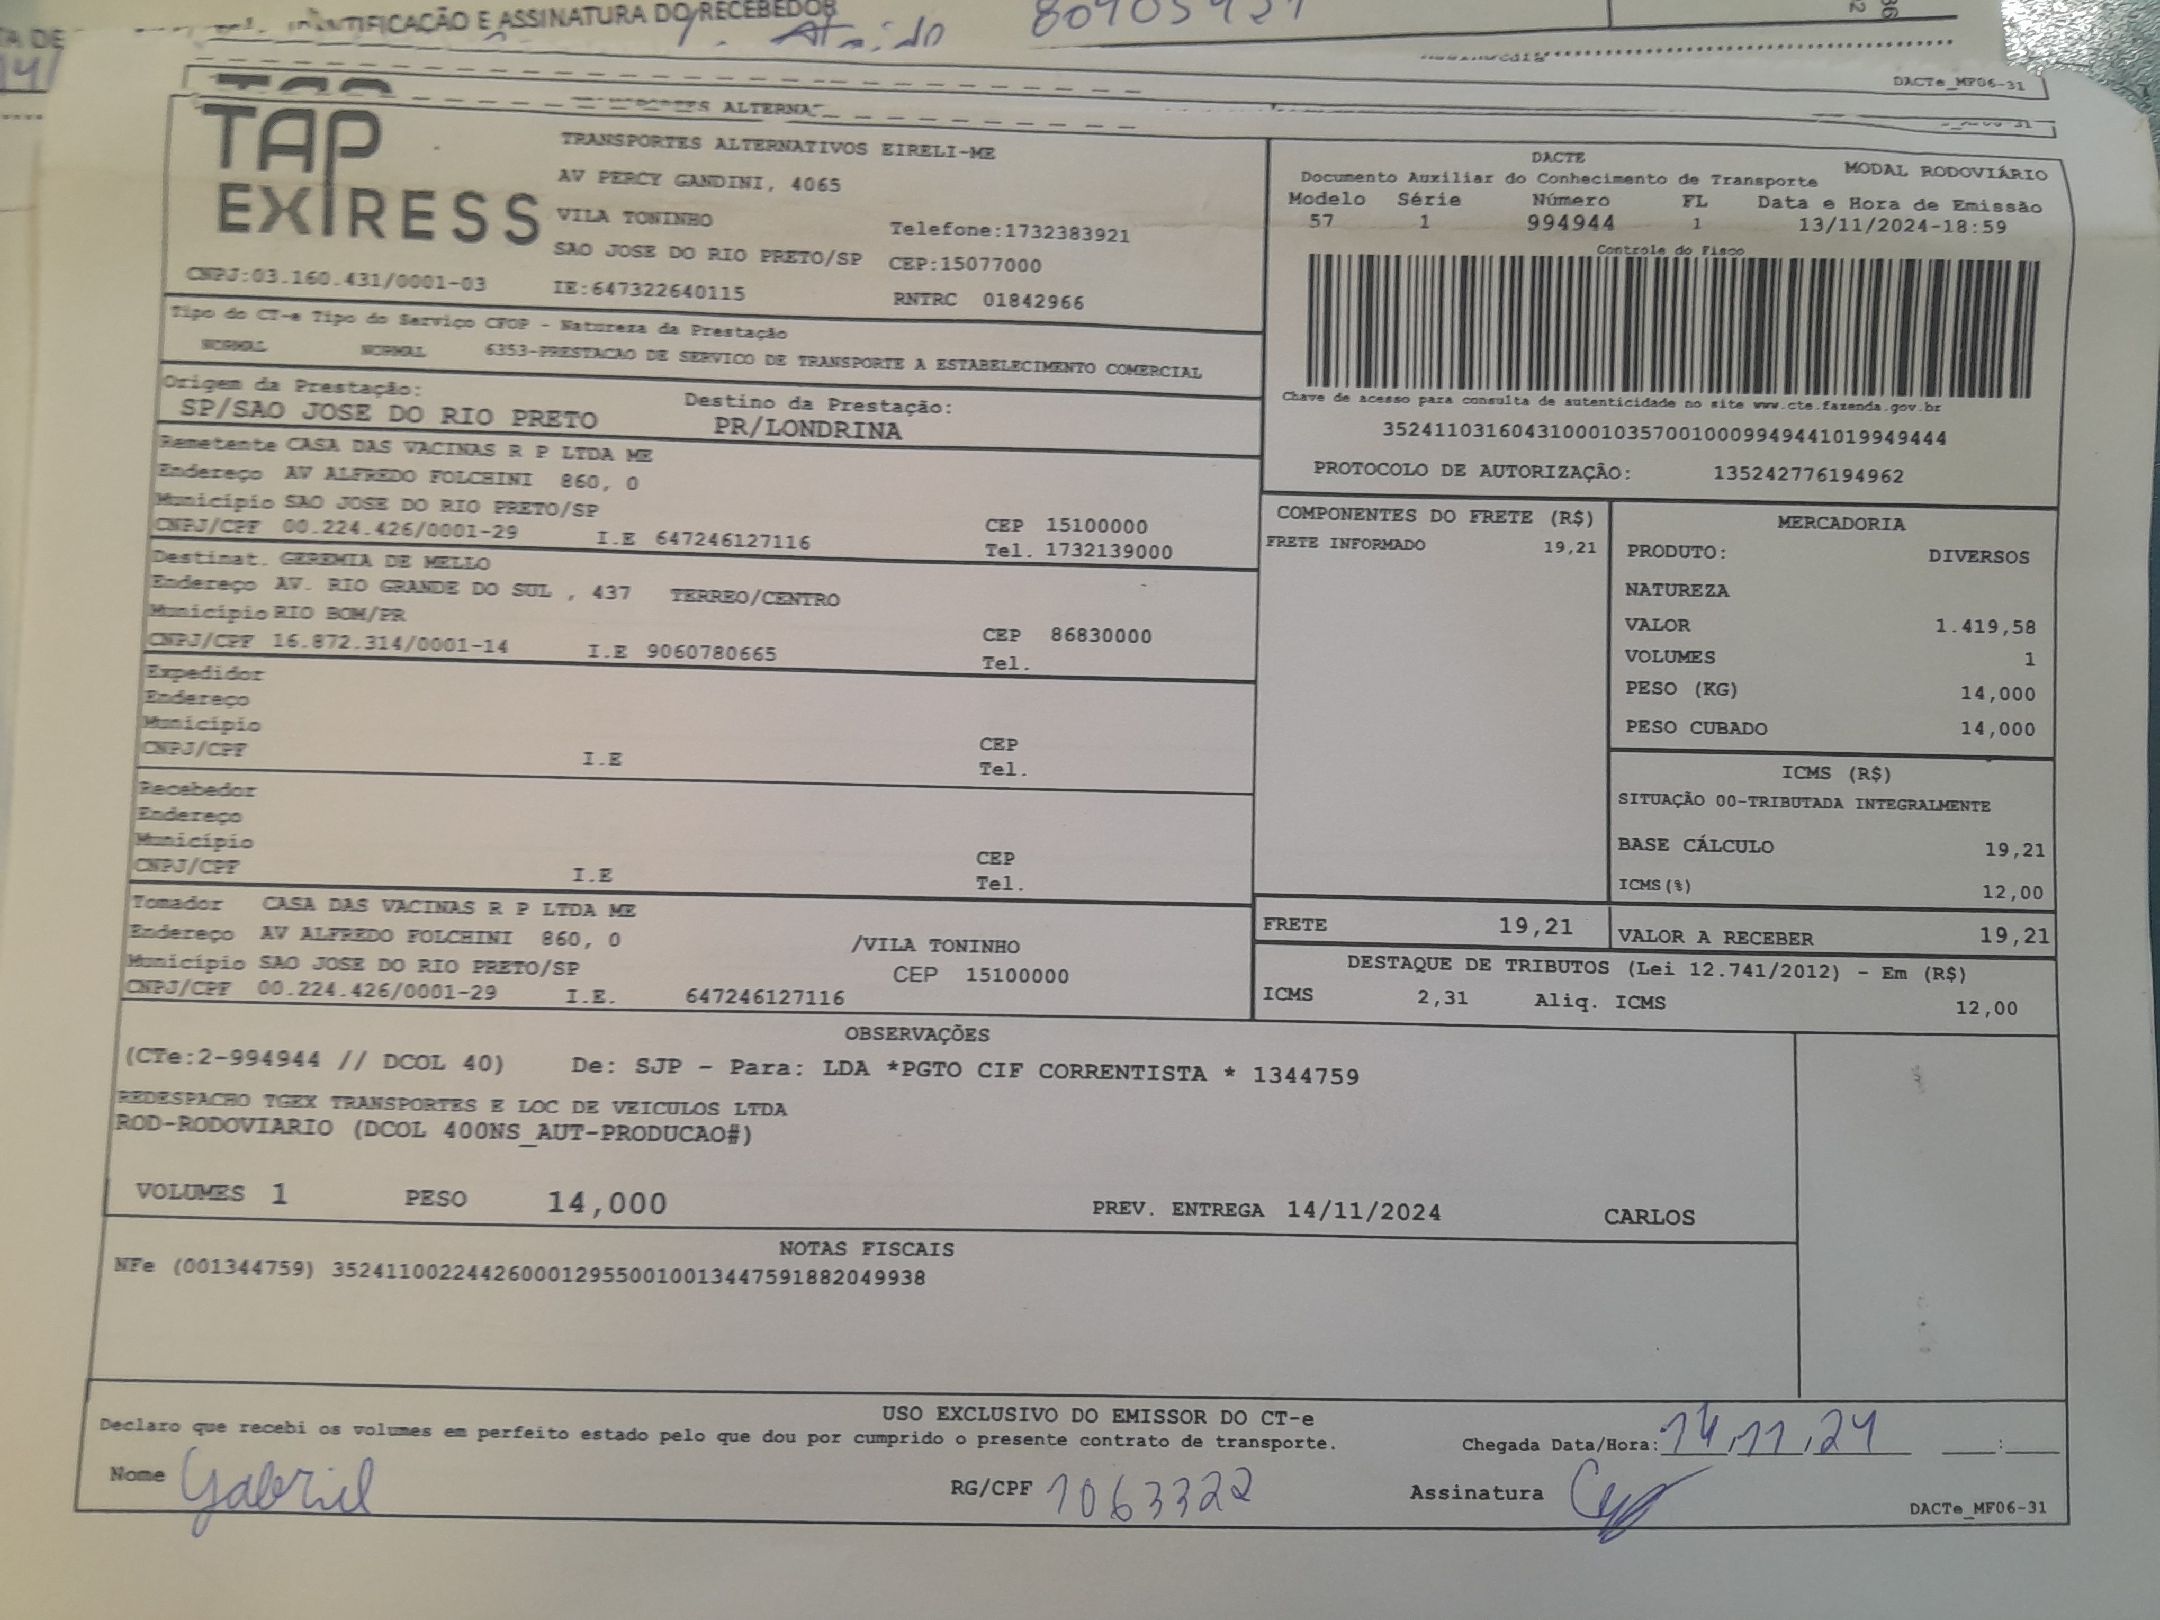 IDENTIFICAÇÃO E ASSINATURA DO RECEBEDOR
DACTe_MF06-31
TAP EXPRESS
TRANSPORTES ALTERNATIVOS EIRELI-ME
AV PERCY GANDINI, 4065
VILA TONINHO Telefone:1732383921
SAO JOSE DO RIO PRETO/SP CEP:15077000
CNPJ:03.160.431/0001-03 IE:647322640115 RNTRC 01842966
DACTE MODAL RODOVIÁRIO
Documento Auxiliar do Conhecimento de Transporte
Modelo Série Número FL Data e Hora de Emissão
57 1 994944 1 13/11/2024-18:59
Controle do Fisco
Chave de acesso para consulta de autenticidade no site www.cte.fazenda.gov.br
35241103160431000103570010009949441019949444
PROTOCOLO DE AUTORIZAÇÃO: 135242776194962
Tipo do CT-e Tipo do Serviço CFOP - Natureza da Prestação
NORMAL NORMAL 6353-PRESTACAO DE SERVICO DE TRANSPORTE A ESTABELECIMENTO COMERCIAL
Origem da Prestação: Destino da Prestação:
SP/SAO JOSE DO RIO PRETO PR/LONDRINA
Remetente CASA DAS VACINAS R P LTDA ME
Endereço AV ALFREDO FOLCHINI 860, 0
Município SAO JOSE DO RIO PRETO/SP CEP 15100000
CNPJ/CPF 00.224.426/0001-29 I.E 647246127116 Tel. 1732139000
Destinat. GEREMIA DE MELLO
Endereço AV. RIO GRANDE DO SUL , 437 TERREO/CENTRO
Município RIO BOM/PR CEP 86830000
CNPJ/CPF 16.872.314/0001-14 I.E 9060780665 Tel.
Expedidor
Endereço
Município CEP
CNPJ/CPF I.E Tel.
Recebedor
Endereço
Município CEP
CNPJ/CPF I.E Tel.
Tomador CASA DAS VACINAS R P LTDA ME
Endereço AV ALFREDO FOLCHINI 860, 0 /VILA TONINHO
Município SAO JOSE DO RIO PRETO/SP CEP 15100000
CNPJ/CPF 00.224.426/0001-29 I.E. 647246127116
COMPONENTES DO FRETE (R$)
FRETE INFORMADO 19,21
MERCADORIA
PRODUTO: DIVERSOS
NATUREZA
VALOR 1.419,58
VOLUMES 1
PESO (KG) 14,000
PESO CUBADO 14,000
ICMS (R$)
SITUAÇÃO 00-TRIBUTADA INTEGRALMENTE
BASE CÁLCULO 19,21
ICMS(%) 12,00
FRETE 19,21 VALOR A RECEBER 19,21
DESTAQUE DE TRIBUTOS (Lei 12.741/2012) - Em (R$)
ICMS 2,31 Aliq. ICMS 12,00
OBSERVAÇÕES
(CTe:2-994944 // DCOL 40) De: SJP - Para: LDA *PGTO CIF CORRENTISTA * 1344759
REDESPACHO TGEX TRANSPORTES E LOC DE VEICULOS LTDA
ROD-RODOVIARIO (DCOL 400NS_AUT-PRODUCAO#)
VOLUMES 1 PESO 14,000 PREV. ENTREGA 14/11/2024 CARLOS
NOTAS FISCAIS
NFe (001344759) 35241100224426000129550010013447591882049938
USO EXCLUSIVO DO EMISSOR DO CT-e
Declaro que recebi os volumes em perfeito estado pelo que dou por cumprido o presente contrato de transporte. Chegada Data/Hora: 14,11,24 :
Nome Gabriel RG/CPF 1063322 Assinatura
DACTe_MF06-31